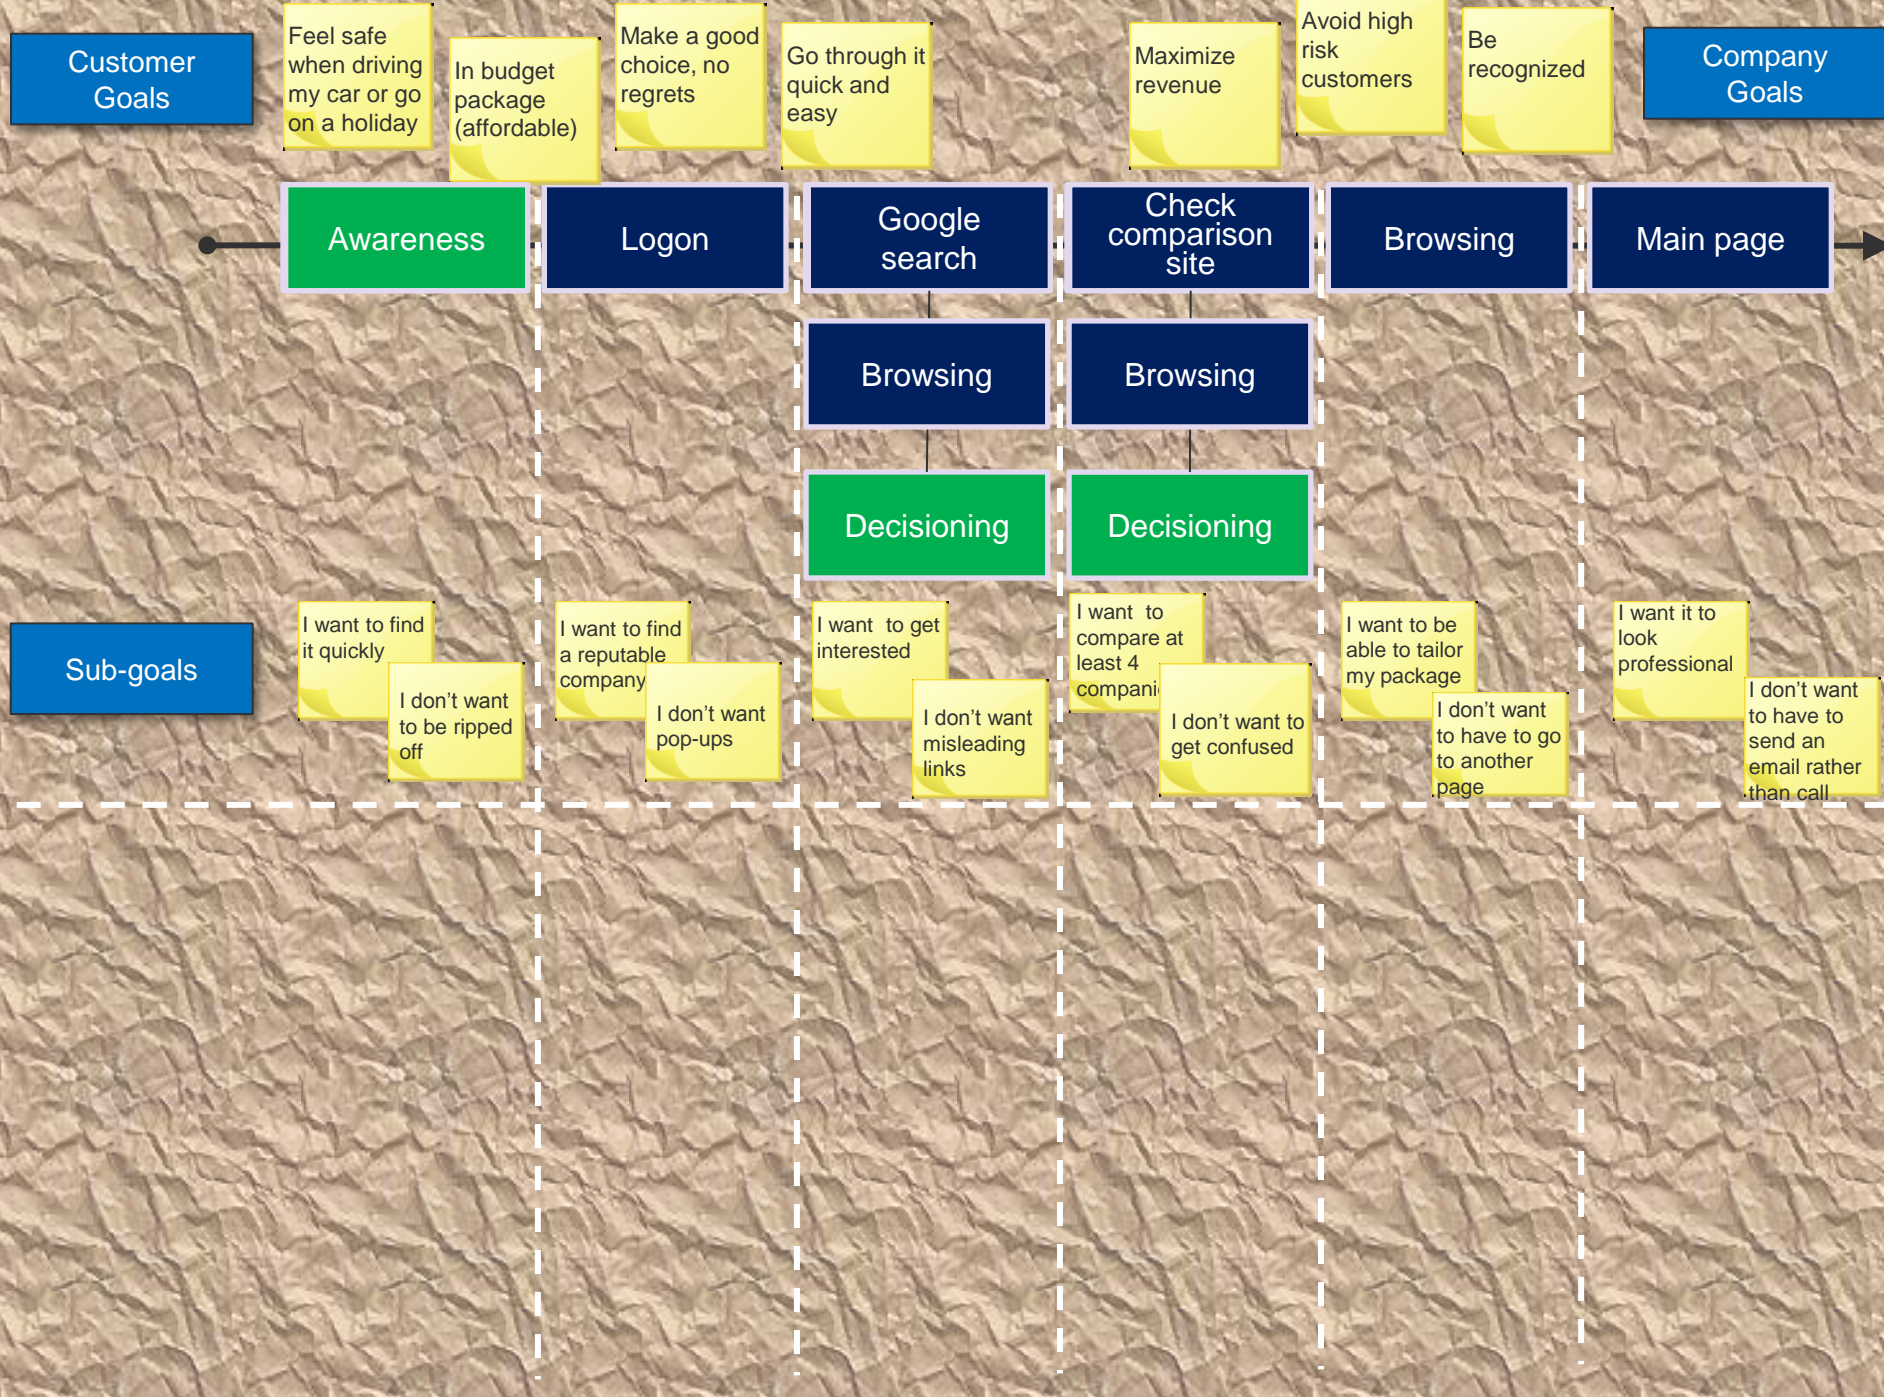 Customer
Goals
Feel safe
when driving
my car or go
on a holiday
In budget
package
(affordable)
Make a good
choice, no
regrets
Go through it
quick and
easy
Maximize
revenue
Avoid high
risk
customers
Be
recognized
Company
Goals
Awareness
Logon
Google
search
Check
comparison
site
Browsing
Main page
Browsing
Browsing
Decisioning
Decisioning
Sub-goals
I want to find
it quickly
I don’t want
to be ripped
off
I want to find
a reputable
company
I don’t want
pop-ups
I want  to get
interested
I don’t want
misleading
links
I want  to
compare at
least 4
compani
I don’t want to
get confused
I want to be
able to tailor
my package
I don’t want
to have to go
to another
page
I want it to
look
professional
I don’t want
to have to
send an
email rather
than call